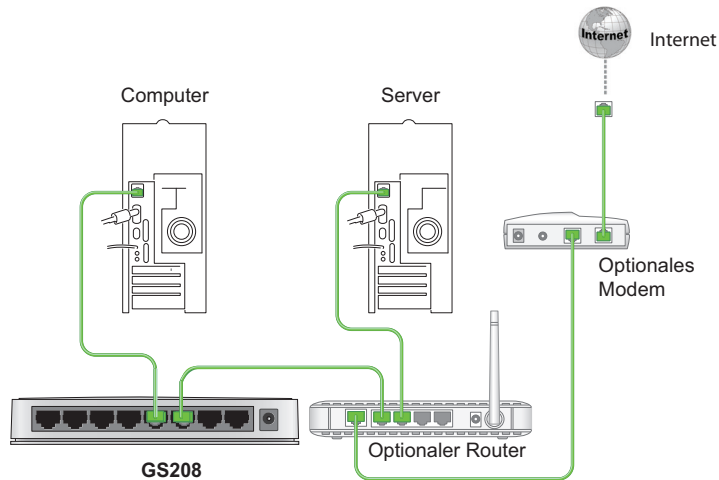 Internet
Internet
Computer
Server
Optionales
Modem
Optionaler Router
GS208